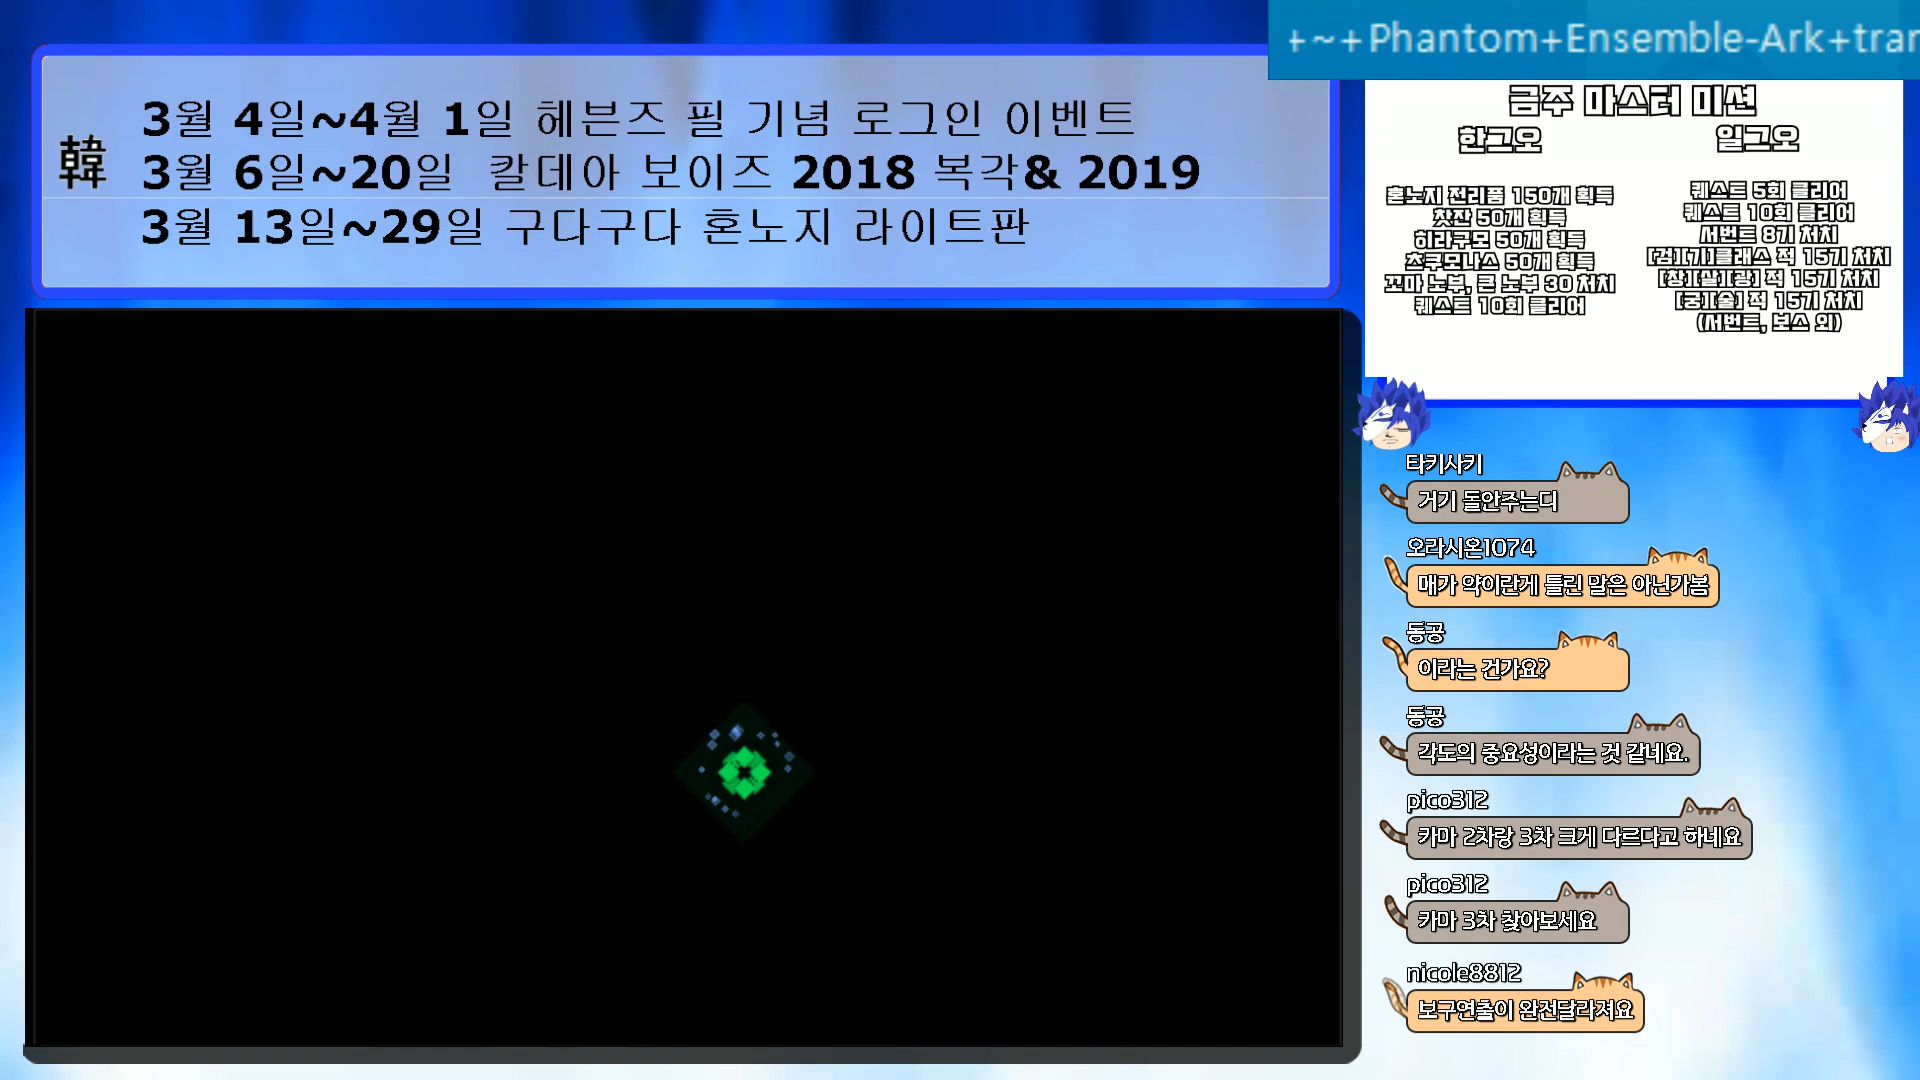 +~+Phantom+Ensemble-Ark+tran
韓
3월 4일~4월 1일 헤븐즈 필 기념 로그인 이벤트
3월 6일~20일 칼데아 보이즈 2018 복각& 2019
3월 13일~29일 구다구다 혼노지 라이트판
금주 마스터 미션
한그오
혼노지 전리품 150개 획득
찻잔 50개 획득
히라구모 50개 획득
츠쿠모나스 50개 획득
꼬마 노부, 큰 노부 30 처치
퀘스트 10회 클리어
일그오
퀘스트 5회 클리어
퀘스트 10회 클리어
서번트 8기 처치
[검][기]클래스 적 15기 처치
[창][살][광] 적 15기 처치
[궁][술] 적 15기 처치
(서번트, 보스 외)
타키사키
거기 돌안주는디
오라시온1074
매가 약이란게 틀린 말은 아닌가봄
동공
이라는 건가요?
동공
각도의 중요성이라는 것 같네요.
pico312
카마 2차랑 3차 크게 다르다고 하네요
pico312
카마 3차 찾아보세요
nicole8812
보구연출이 완전달라져요